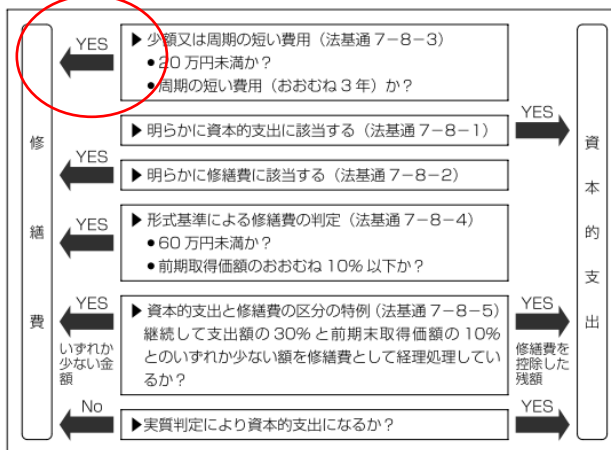 YES
▶ 少額又は周期の短い費用（法基通７－８－３）
● 20 万円未満か？
● 周期の短い費用（おおむね３年）か？
YES
▶ 明らかに資本的支出に該当する（法基通７－８－１）
YES
▶ 明らかに修繕費に該当する（法基通７－８－２）
YES
▶ 形式基準による修繕費の判定（法基通７－８－４）
● 60 万円未満か？
● 前期取得価額のおおむね 10% 以下か？
YES
いずれか
少ない金
額
▶ 資本的支出と修繕費の区分の特例（法基通７－８－５）
継続して支出額の 30% と前期末取得価額の 10%
とのいずれか少ない額を修繕費として経理処理してい
るか？
YES
修繕費を
控除した
残額
No
▶実質判定により資本的支出になるか？
YES
修繕費
資本的支出